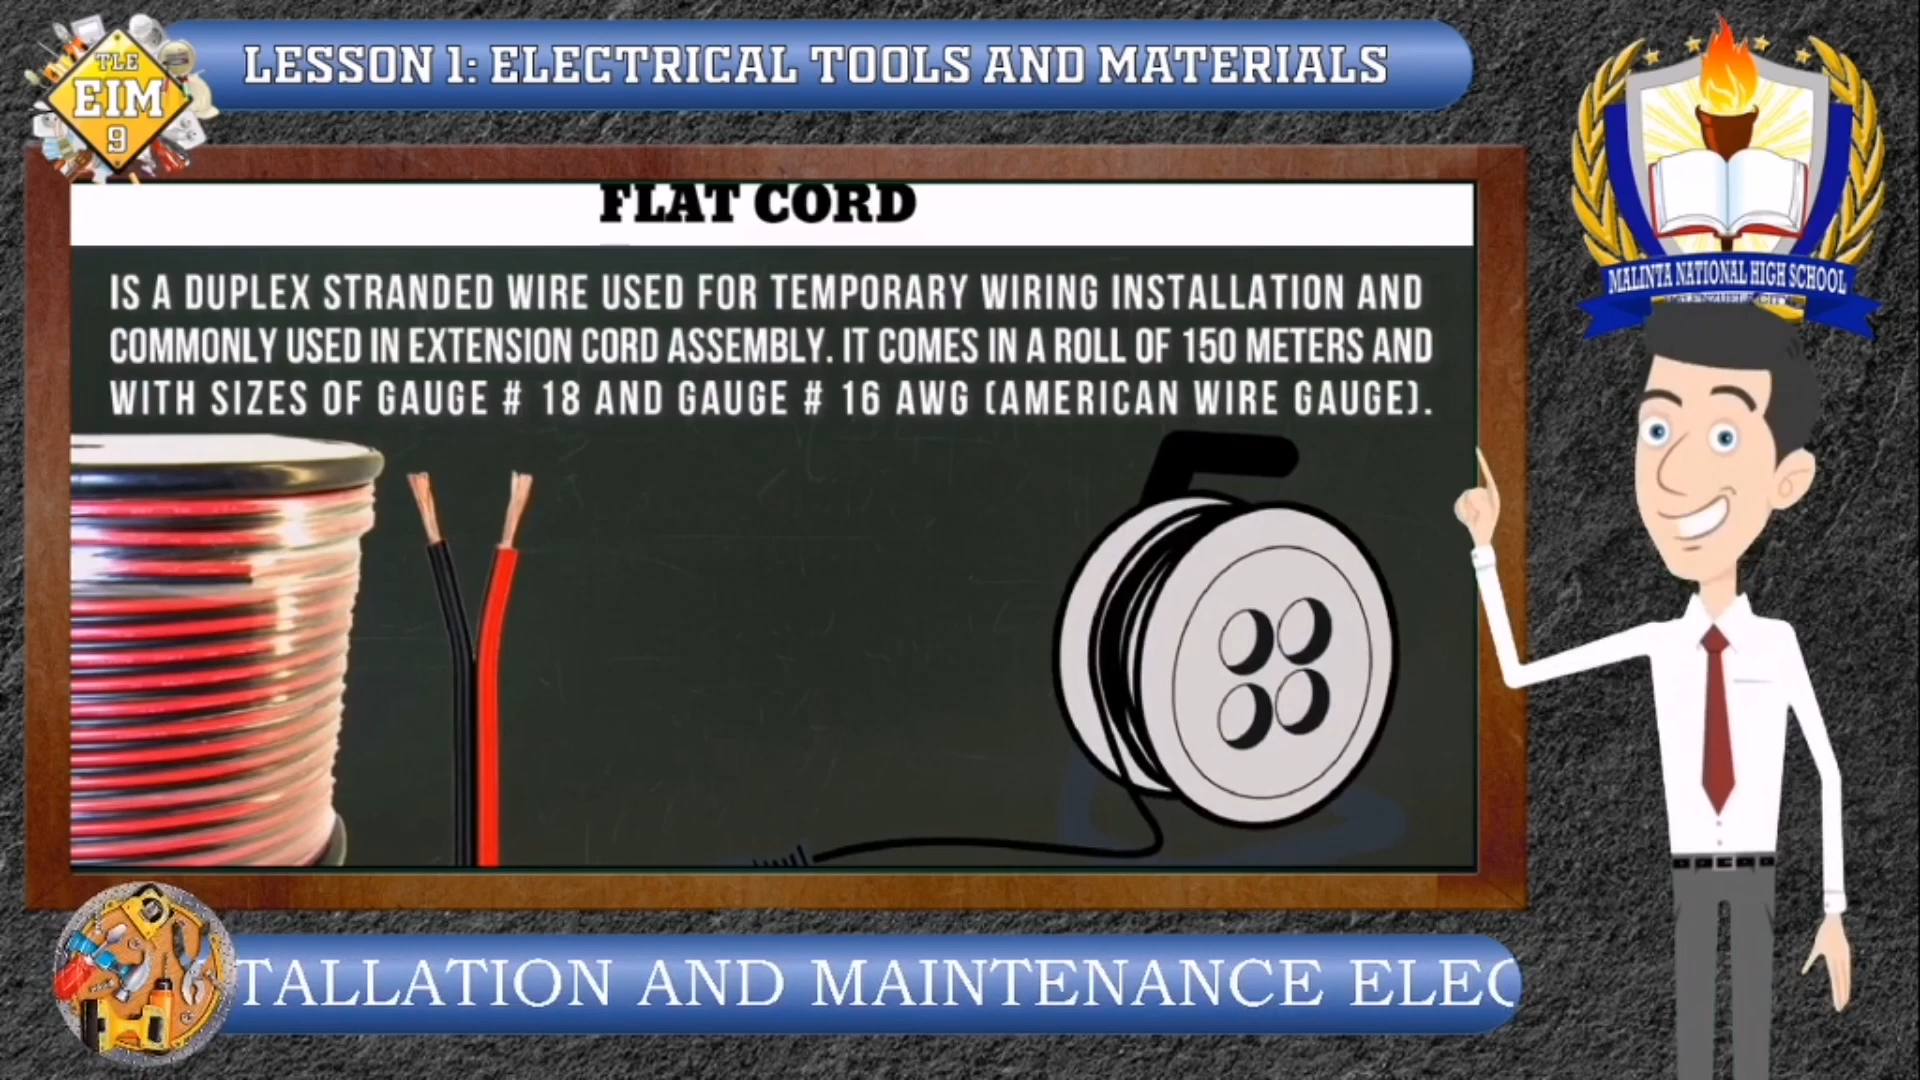 TLE
EIM
9
LESSON 1: ELECTRICAL TOOLS AND MATERIALS
MALINTA NATIONAL HIGH SCHOOL
FLAT CORD
IS A DUPLEX STRANDED WIRE USED FOR TEMPORARY WIRING INSTALLATION AND
COMMONLY USED IN EXTENSION CORD ASSEMBLY. IT COMES IN A ROLL OF 150 METERS AND
WITH SIZES OF GAUGE # 18 AND GAUGE # 16 AWG (AMERICAN WIRE GAUGE).
TALLATION AND MAINTENANCE ELEC